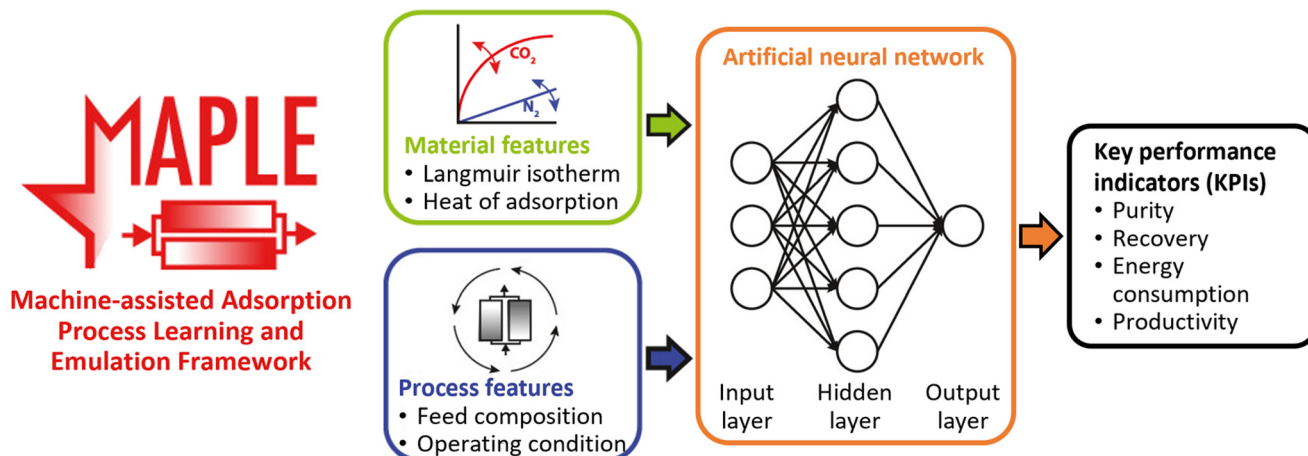 MAPLE
Machine-assisted Adsorption
Process Learning and
Emulation Framework
CO₂
N₂
Material features
• Langmuir isotherm
• Heat of adsorption
Process features
• Feed composition
• Operating condition
Artificial neural network
Input
layer
Hidden
layer
Output
layer
Key performance
indicators (KPIs)
• Purity
• Recovery
• Energy
consumption
• Productivity